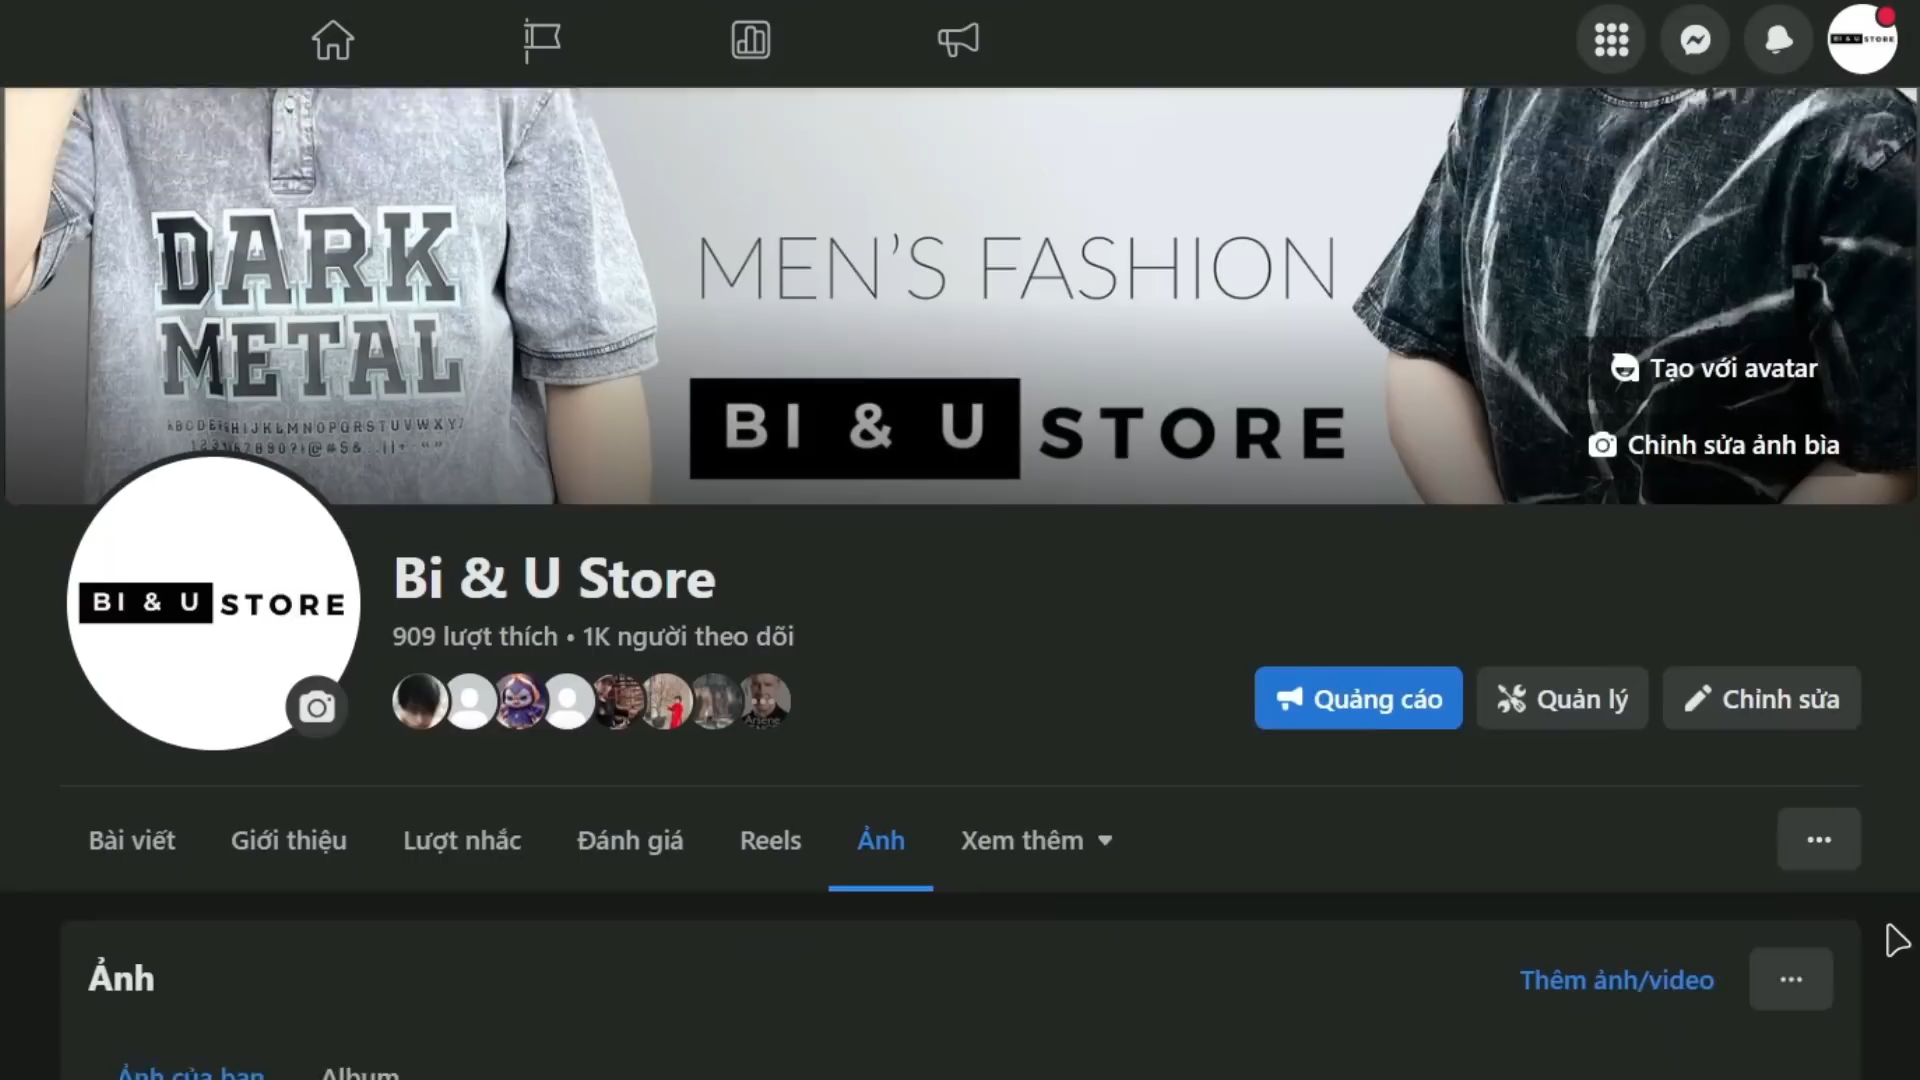 BI & U STORE
DARK
METAL
MEN'S FASHION
BI & U STORE
Tạo với avatar
Chỉnh sửa ảnh bìa
BI & U STORE
Bi & U Store
909 lượt thích • 1K người theo dõi
Quảng cáo
Quản lý
Chỉnh sửa
Bài viết
Giới thiệu
Lượt nhắc
Đánh giá
Reels
Ảnh
Xem thêm
Ảnh
Thêm ảnh/video
Ảnh của bạn
Album